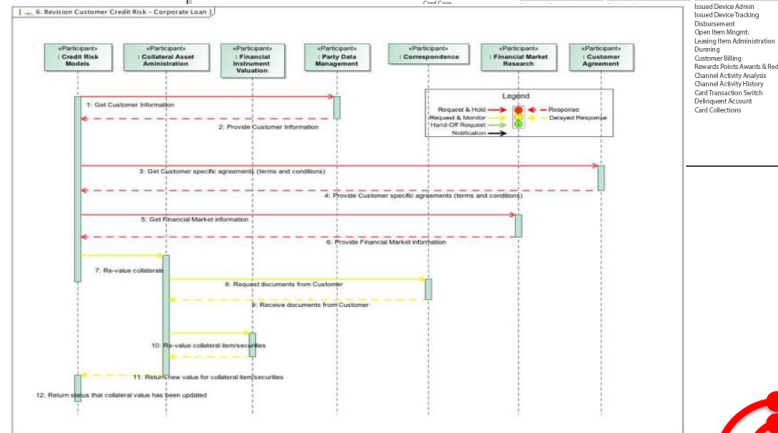 Card Case
6. Revision Customer Credit Risk – Corporate Loan
«Participant»
: Credit Risk
Models
«Participant»
: Collateral Asset
Aministration
«Participant»
: Financial
Instrument
Valuation
«Participant»
: Party Data
Management
«Participant»
: Correspondence
«Participant»
: Financial Market
Research
«Participant»
: Customer
Agreement
Legend
Request & Hold
Response
Request & Monitor
Delayed Response
Hand-Off Request
Notification
1: Get Customer Information
2: Provide Customer Information
3: Get Customer specific agreements (terms and conditions)
4: Provide Customer specific agreements (terms and conditions)
5: Get Financial Market information
6: Provide Financial Market information
7: Re-value collaterals
8: Request documents from Customer
9: Receive documents from Customer
10: Re-value collateral item/securities
11: Return new value for collateral item/securities
12: Return status that collateral value has been updated
Issued Device Admin
Issued Device Tracking
Disbursement
Open Item Mngmt.
Leasing Item Administration
Dunning
Customer Billing
Rewards Points Awards & Red
Channel Activity Analysis
Channel Activity History
Card Transaction Switch
Delinquent Account
Card Collections